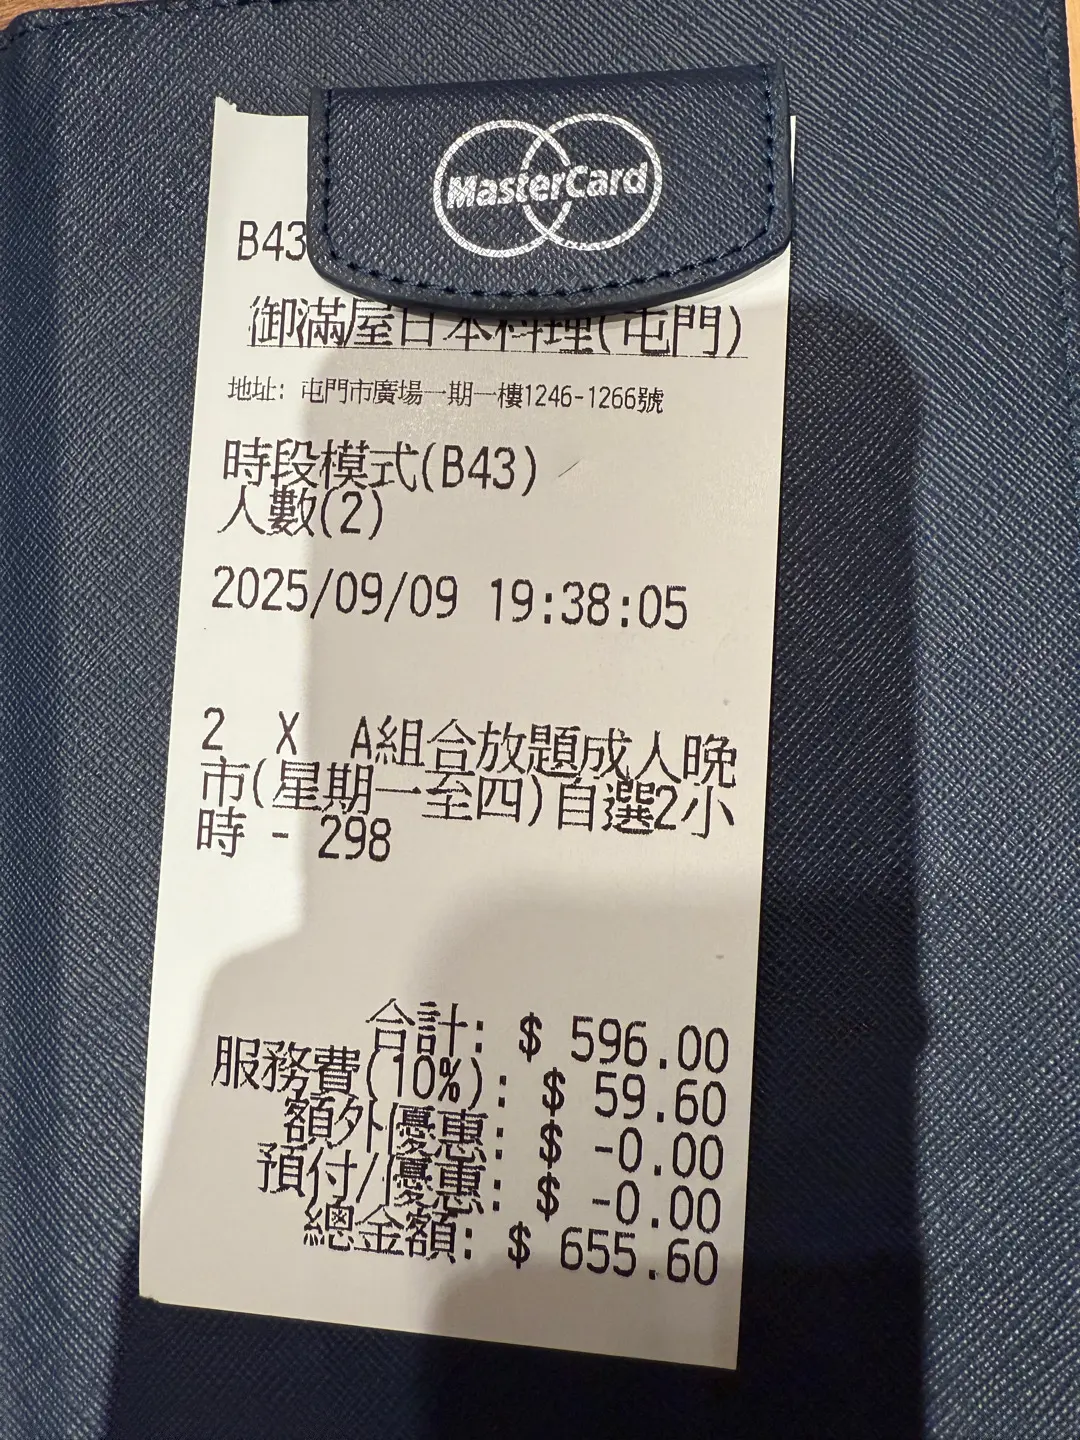 MasterCard
B43
御滿屋日本料理(屯門)
地址: 屯門市廣場一期一樓1246-1266號
時段模式(B43)
人數(2)
2025/09/09 19:38:05
2 X A組合放題成人晚
市(星期一至四)自選2小
時 - 298
合計: $ 596.00
服務費(10%): $ 59.60
額外優惠: $ -0.00
預付/優惠: $ -0.00
總金額: $ 655.60